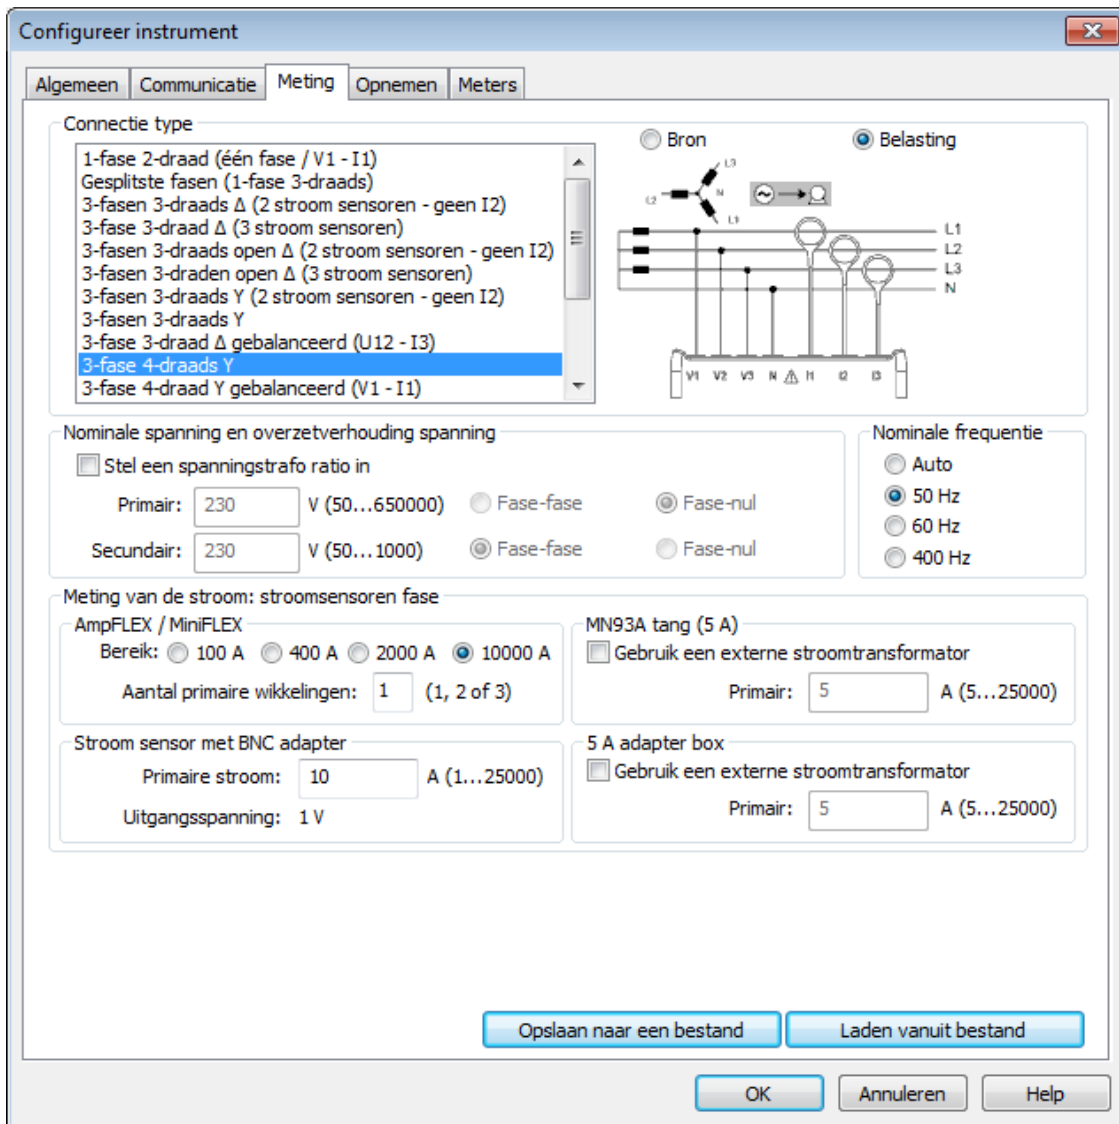 Configureer instrument
Algemeen Communicatie Meting Opnemen Meters
Connectie type
1-fase 2-draad (één fase / V1 - I1)
Gesplitste fasen (1-fase 3-draads)
3-fasen 3-draads Δ (2 stroom sensoren - geen I2)
3-fase 3-draad Δ (3 stroom sensoren)
3-fasen 3-draads open Δ (2 stroom sensoren - geen I2)
3-fasen 3-draden open Δ (3 stroom sensoren)
3-fasen 3-draads Y (2 stroom sensoren - geen I2)
3-fasen 3-draads Y
3-fase 3-draad Δ gebalanceerd (U12 - I3)
3-fase 4-draads Y
3-fase 4-draad Y gebalanceerd (V1 - I1)
Bron Belasting
L3
L2 N
L1
L1
L2
L3
N
V1 V2 V3 N I1 I2 I3
Nominale spanning en overzetverhouding spanning
Stel een spanningstrafo ratio in
Primair: 230 V (50...650000) Fase-fase Fase-nul
Secundair: 230 V (50...1000) Fase-fase Fase-nul
Nominale frequentie
Auto
50 Hz
60 Hz
400 Hz
Meting van de stroom: stroomsensoren fase
AmpFLEX / MiniFLEX
Bereik: 100 A 400 A 2000 A 10000 A
Aantal primaire wikkelingen: 1 (1, 2 of 3)
MN93A tang (5 A)
Gebruik een externe stroomtransformator
Primair: 5 A (5...25000)
Stroom sensor met BNC adapter
Primaire stroom: 10 A (1...25000)
Uitgangsspanning: 1 V
5 A adapter box
Gebruik een externe stroomtransformator
Primair: 5 A (5...25000)
Opslaan naar een bestand Laden vanuit bestand
OK Annuleren Help